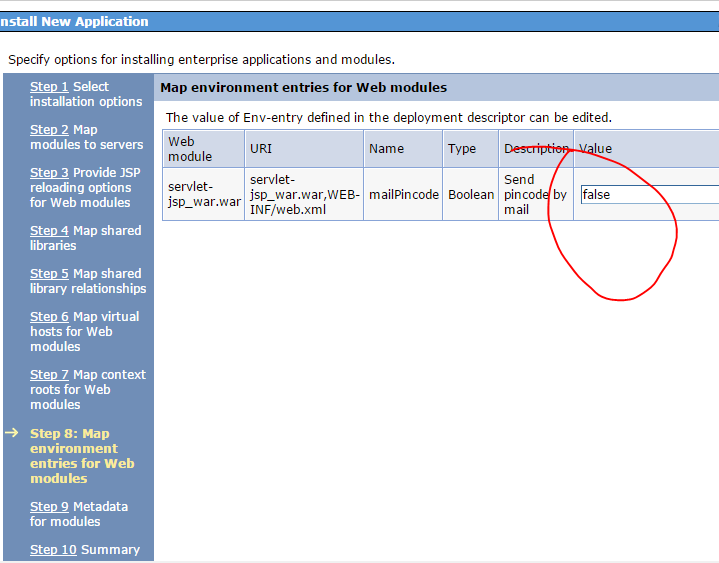 nstall New Application
Specify options for installing enterprise applications and modules.
Step 1 Select
installation options
Step 2 Map
modules to servers
Step 3 Provide JSP
reloading options
for Web modules
Step 4 Map shared
libraries
Step 5 Map shared
library relationships
Step 6 Map virtual
hosts for Web
modules
Step 7 Map context
roots for Web
modules
Step 8: Map
environment
entries for Web
modules
Step 9 Metadata
for modules
Step 10 Summary
Map environment entries for Web modules
The value of Env-entry defined in the deployment descriptor can be edited.
Web
module
URI
Name
Type
Description
Value
servlet-
jsp_war.war
servlet-
jsp_war.war,WEB-
INF/web.xml
mailPincode
Boolean
Send
pincode by
mail
false